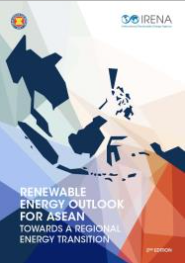 IRENA
RENEWABLE
ENERGY OUTLOOK
FOR ASEAN
TOWARDS A REGIONAL
ENERGY TRANSITION
2ND EDITION